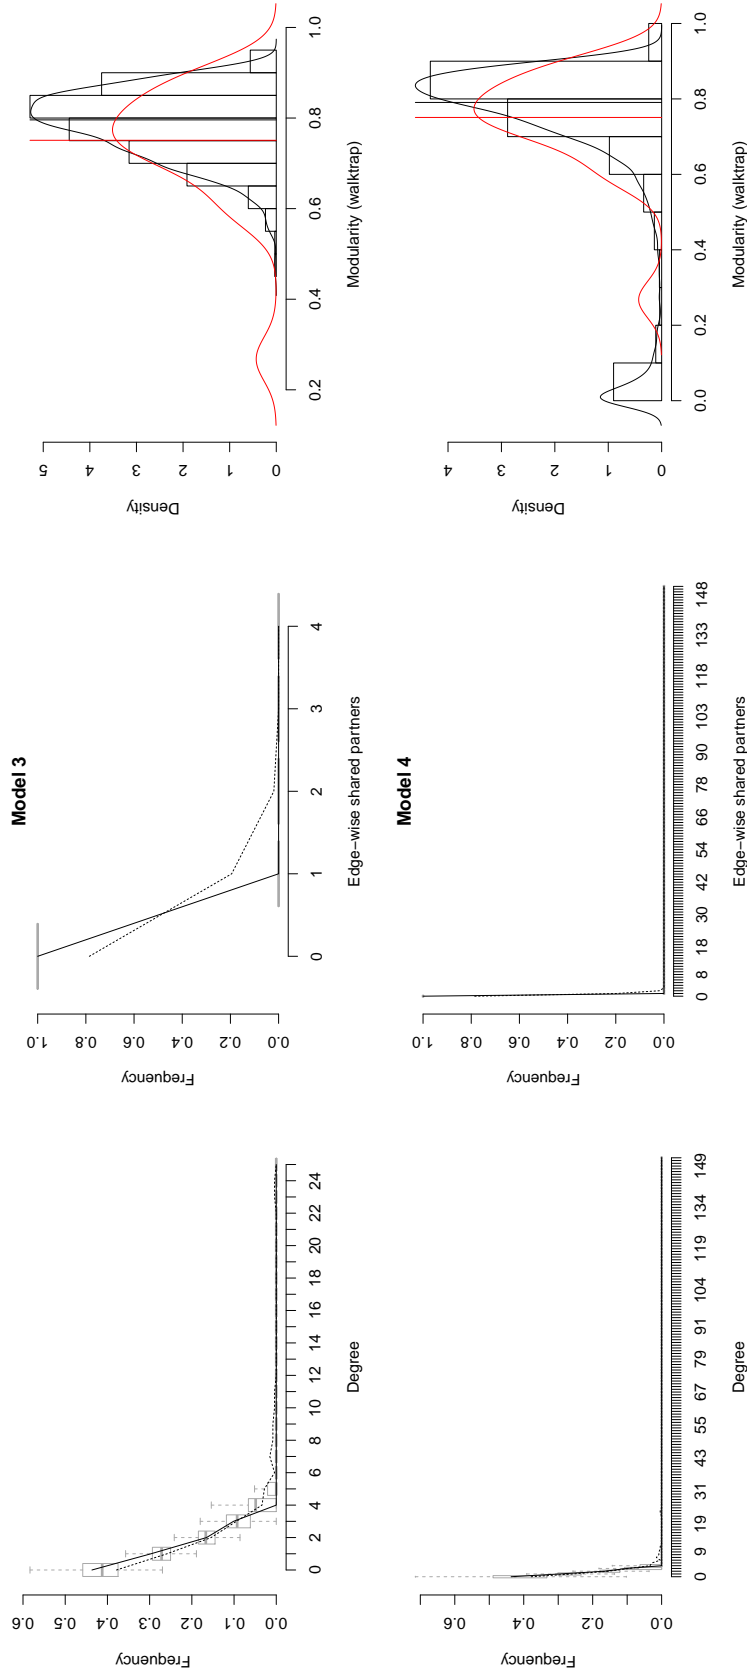 Model 3
Frequency
0.0 0.1 0.2 0.3 0.4 0.5 0.6
0 2 4 6 8 10 12 14 16 18 20 22 24
Degree
Frequency
0.0 0.2 0.4 0.6 0.8 1.0
0 1 2 3 4
Edge−wise shared partners
Density
0 1 2 3 4 5
0.2 0.4 0.6 0.8 1.0
Modularity (walktrap)
Model 4
Frequency
0.0 0.2 0.4 0.6
0 9 19 31 43 55 67 79 91 104 119 134 149
Degree
Frequency
0.0 0.2 0.4 0.6 0.8 1.0
0 8 18 30 42 54 66 78 90 103 118 133 148
Edge−wise shared partners
Density
0 1 2 3 4
0.0 0.2 0.4 0.6 0.8 1.0
Modularity (walktrap)